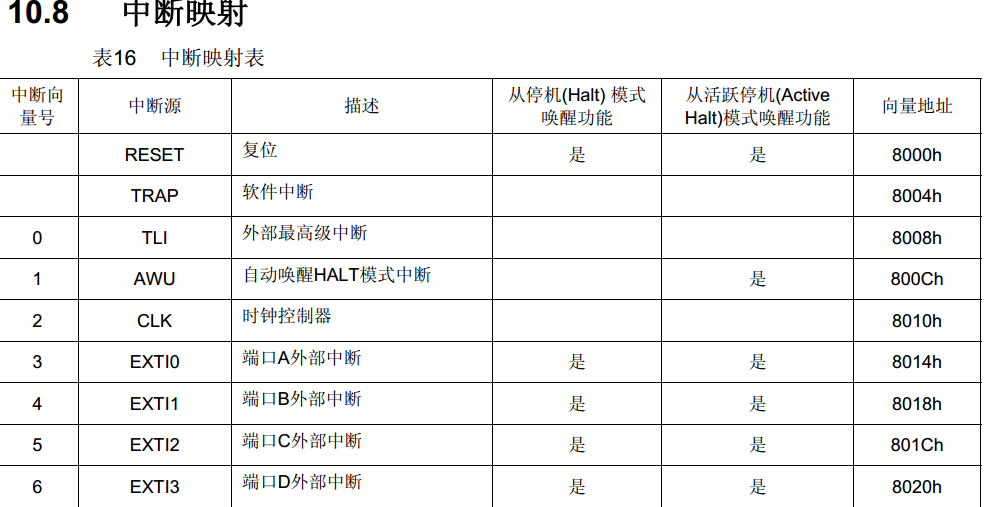 10.8 中断映射
表16 中断映射表
中断向量号 中断源 描述 从停机(Halt) 模式唤醒功能 从活跃停机(Active Halt)模式唤醒功能 向量地址
RESET 复位 是 是 8000h
TRAP 软件中断 8004h
0 TLI 外部最高级中断 8008h
1 AWU 自动唤醒HALT模式中断 是 800Ch
2 CLK 时钟控制器 8010h
3 EXTI0 端口A外部中断 是 是 8014h
4 EXTI1 端口B外部中断 是 是 8018h
5 EXTI2 端口C外部中断 是 是 801Ch
6 EXTI3 端口D外部中断 是 是 8020h